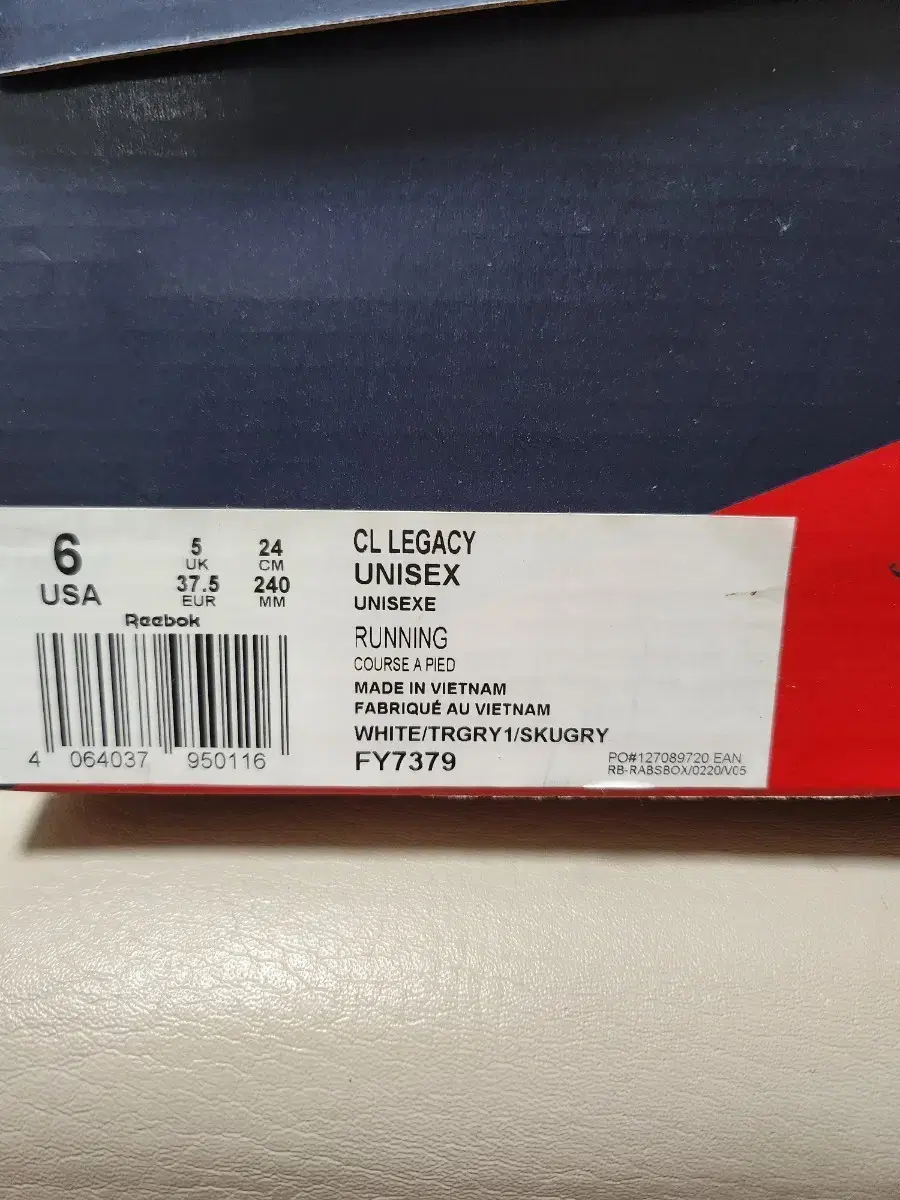 6
USA
5
UK
37.5
EUR
24
CM
240
MM
Reebok
4 064037 950116
CL LEGACY
UNISEX
UNISEXE
RUNNING
COURSE A PIED
MADE IN VIETNAM
FABRIQUÉ AU VIETNAM
WHITE/TRGRY1/SKUGRY
FY7379
PO#127089720 EAN
RB-RABSBOX/0220/V05